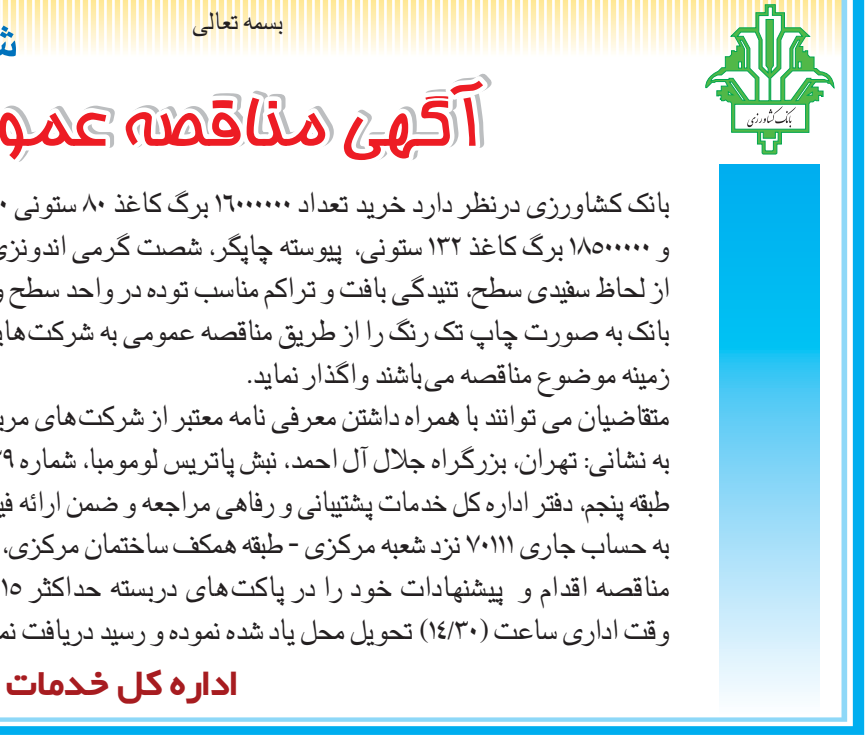 بسمه تعالی
آگهی مناقصه
بانک کشاورزی
بانک کشاورزی درنظر دارد خرید تعداد ۱۶۰۰۰۰۰۰ برگ کاغذ ۸۰ ستونی
و ۱۸۵۰۰۰۰۰ برگ کاغذ ۱۳۲ ستونی، پیوسته چاپگر، شصت گرمی
از لحاظ سفیدی سطح، تنیدگی بافت و تراکم مناسب توده در واحد سطح و
بانک به صورت چاپ تک رنگ را از طریق مناقصه عمومی به
زمینه موضوع مناقصه می‌باشند واگذار نماید.
متقاضیان می توانند با همراه داشتن معرفی نامه معتبر از شرکت‌های
به نشانی: تهران، بزرگراه جلال آل احمد، نبش پاتریس لومومبا، شماره
طبقه پنجم، دفتر اداره کل خدمات پشتیبانی و رفاهی مراجعه و ضمن ارائه
به حساب جاری ۷۰۱۱۱ نزد شعبه مرکزی - طبقه همکف ساختمان مرکزی،
مناقصه اقدام و پیشنهادات خود را در پاکت‌های دربسته حداکثر ۱۵
وقت اداری ساعت (۱۴/۳۰) تحویل محل یاد شده نموده و رسید دریافت
اداره کل خدمات